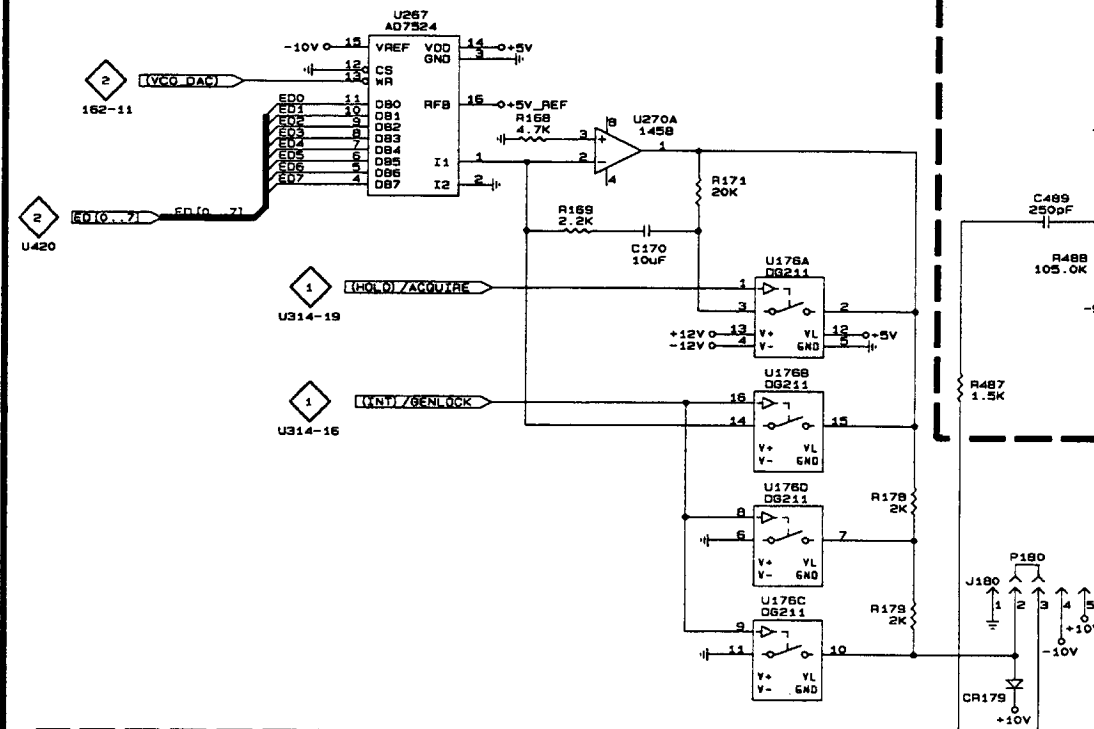 U267
AD7524
-10V 15 VREF VDD 14 +5V
GND 3
12 CS
13 WR
2
(VCO DAC)
162-11
ED0 11 DB0 RFB 16 +5V_REF
ED1 10 DB1
ED2 9 DB2
ED3 8 DB3
ED4 7 DB4
ED5 6 DB5 I1 1
ED6 5 DB6
ED7 4 DB7 I2 2
R168
4.7K
U270A
1458
8
3 +
2 -
1
4
R171
20K
2
ED[0..7]
ED[0..7]
U420
R169
2.2K
C170
10uF
C489
250pF
R488
105.0K
1
(HOLD)/ACQUIRE
U314-19
U176A
DG211
1
3 2
+12V 13 V+ VL 12 +5V
-12V 4 V- GND 5
1
(INT)/GENLOCK
U314-16
U176B
DG211
16
14 15
V+ VL
V- GND
R487
1.5K
U176D
DG211
8
6 7
V+ VL
V- GND
R178
2K
U176C
DG211
9
11 10
V+ VL
V- GND
R179
2K
P180
J180
1 2 3 4 5
+10V
-10V
CR179
+10V